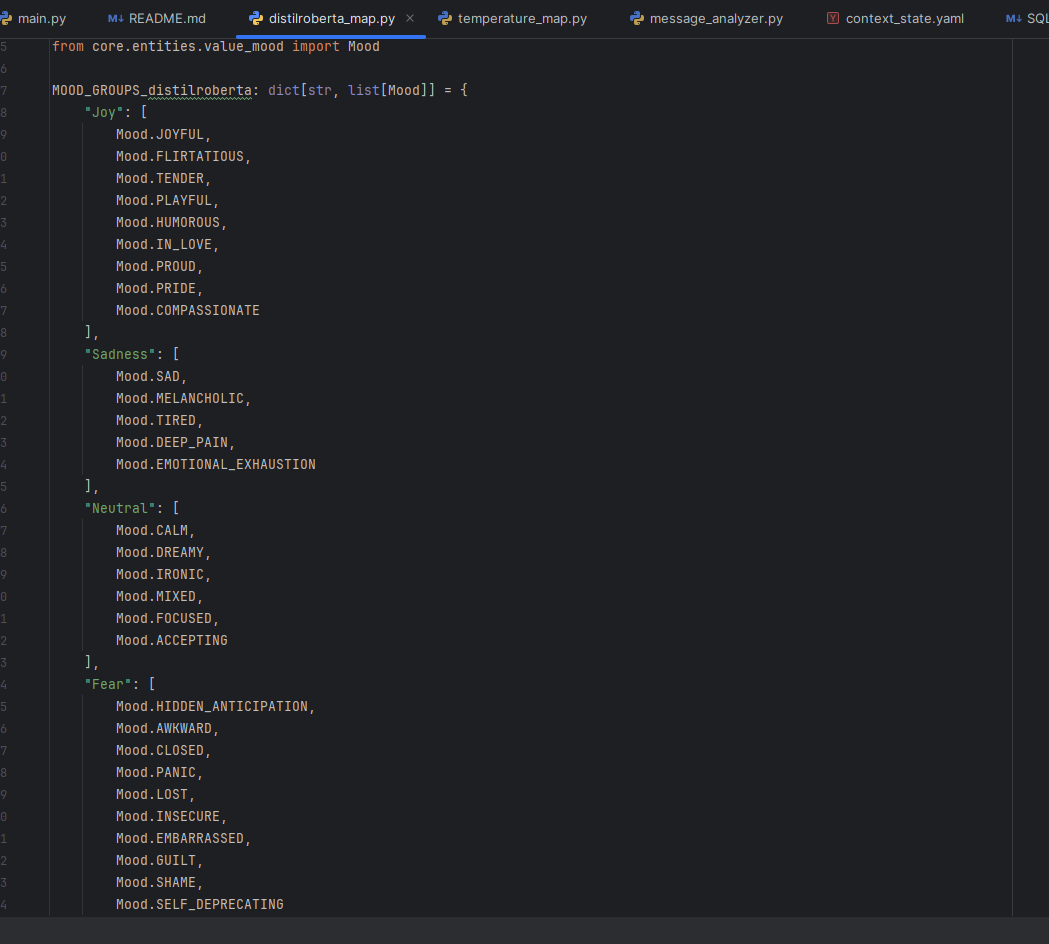 main.py
README.md
distilroberta_map.py
temperature_map.py
message_analyzer.py
context_state.yaml
SQL
5 from core.entities.value_mood import Mood
6
7 MOOD_GROUPS_distilroberta: dict[str, list[Mood]] = {
8 "Joy": [
9 Mood.JOYFUL,
0 Mood.FLIRTATIOUS,
1 Mood.TENDER,
2 Mood.PLAYFUL,
3 Mood.HUMOROUS,
4 Mood.IN_LOVE,
5 Mood.PROUD,
6 Mood.PRIDE,
7 Mood.COMPASSIONATE
8 ],
9 "Sadness": [
0 Mood.SAD,
1 Mood.MELANCHOLIC,
2 Mood.TIRED,
3 Mood.DEEP_PAIN,
4 Mood.EMOTIONAL_EXHAUSTION
5 ],
6 "Neutral": [
7 Mood.CALM,
8 Mood.DREAMY,
9 Mood.IRONIC,
0 Mood.MIXED,
1 Mood.FOCUSED,
2 Mood.ACCEPTING
3 ],
4 "Fear": [
5 Mood.HIDDEN_ANTICIPATION,
6 Mood.AWKWARD,
7 Mood.CLOSED,
8 Mood.PANIC,
9 Mood.LOST,
0 Mood.INSECURE,
1 Mood.EMBARRASSED,
2 Mood.GUILT,
3 Mood.SHAME,
4 Mood.SELF_DEPRECATING